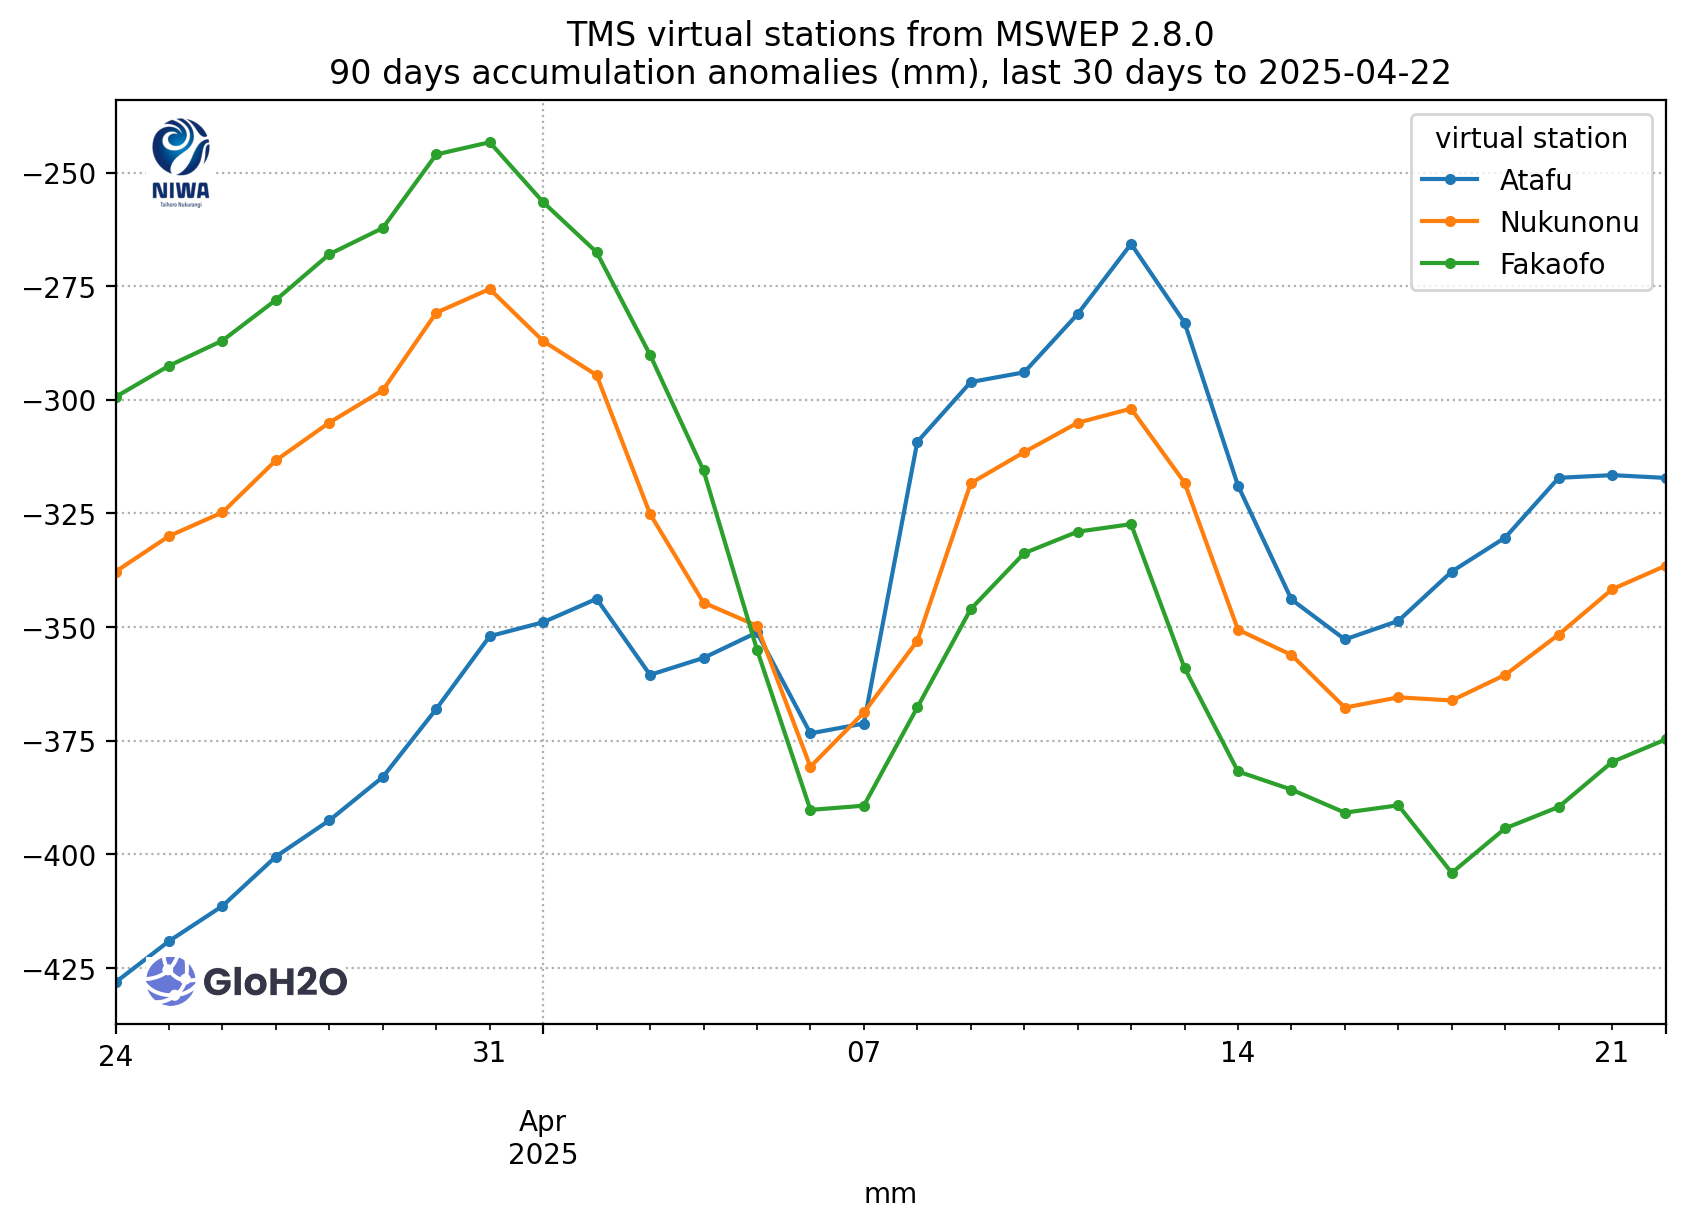 TMS virtual stations from MSWEP 2.8.0
90 days accumulation anomalies (mm), last 30 days to 2025-04-22
NIWA
Taihoro Nukurangi
virtual station
Atafu
Nukunonu
Fakaofo
−250
−275
−300
−325
−350
−375
−400
−425
GloH2O
24
31
07
14
21
Apr
2025
mm